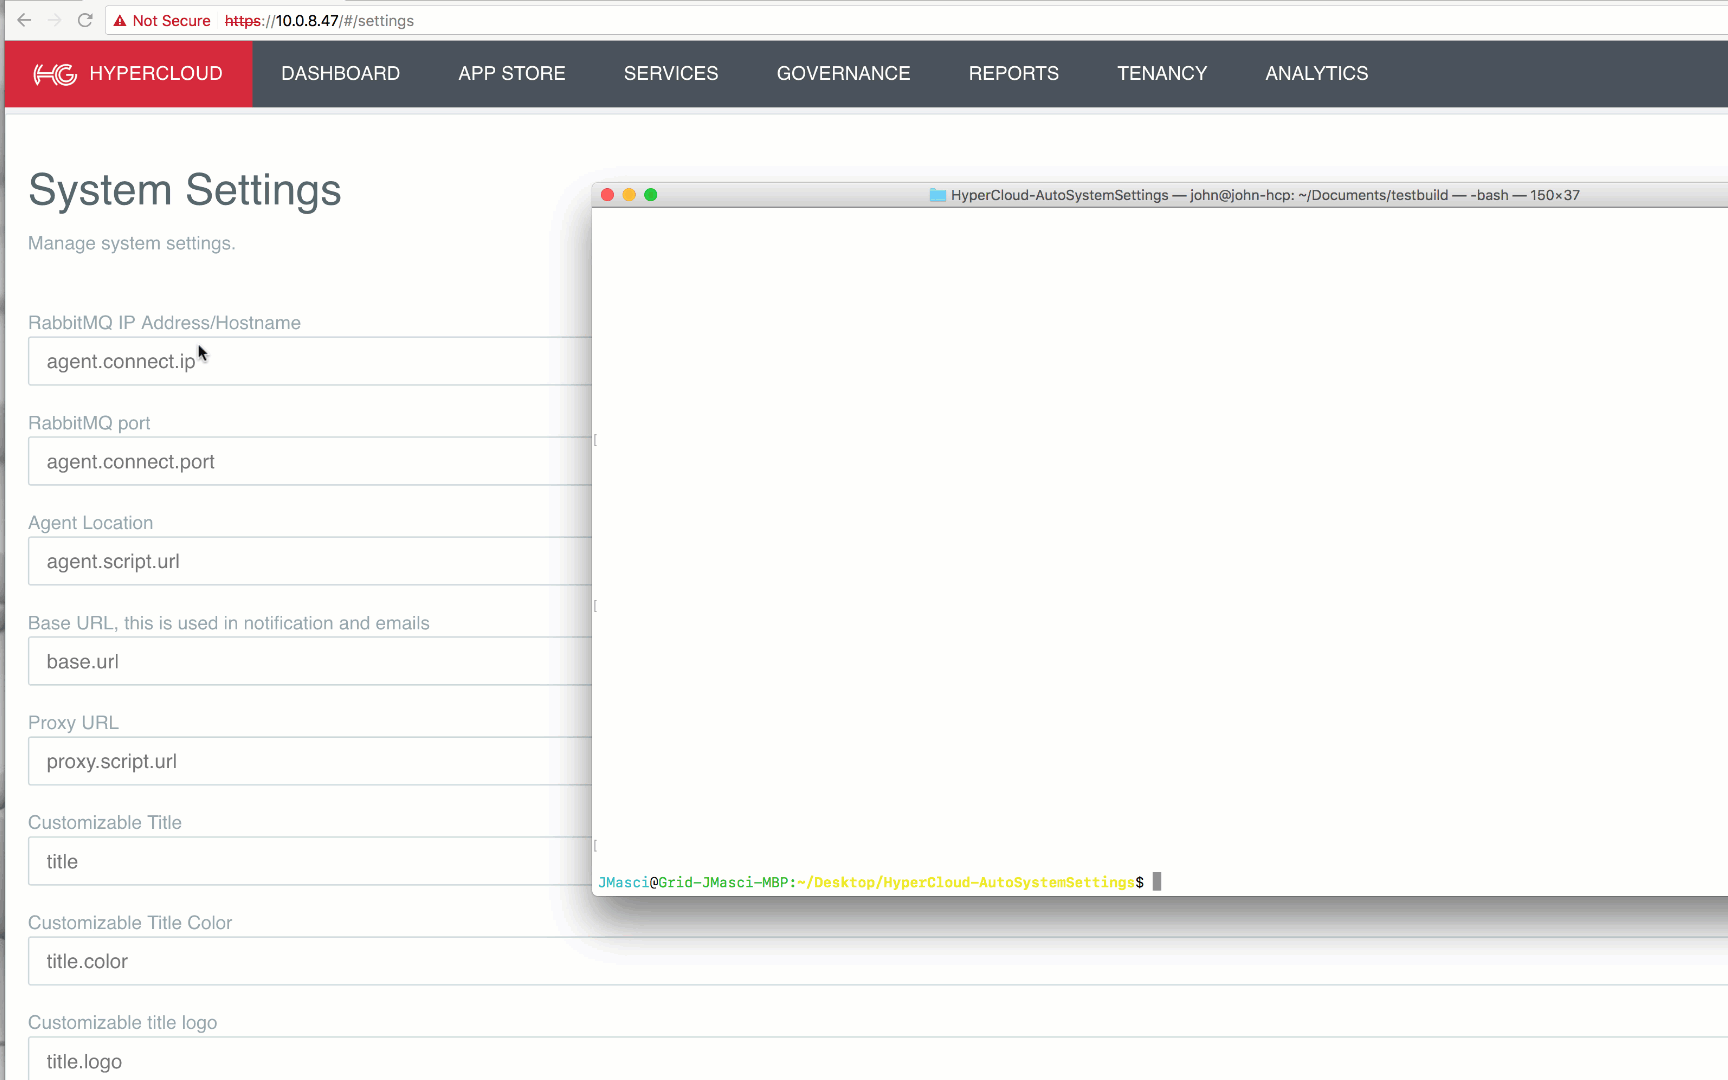 Not Secure https://10.0.8.47/#/settings
HYPERCLOUD DASHBOARD APP STORE SERVICES GOVERNANCE REPORTS TENANCY ANALYTICS
System Settings
Manage system settings.
RabbitMQ IP Address/Hostname
agent.connect.ip
RabbitMQ port
agent.connect.port
Agent Location
agent.script.url
Base URL, this is used in notification and emails
base.url
Proxy URL
proxy.script.url
Customizable Title
title
Customizable Title Color
title.color
Customizable title logo
title.logo
HyperCloud-AutoSystemSettings — john@john-hcp: ~/Documents/testbuild — -bash — 150×37
[
[
[
JMasci@Grid-JMasci-MBP:~/Desktop/HyperCloud-AutoSystemSettings$